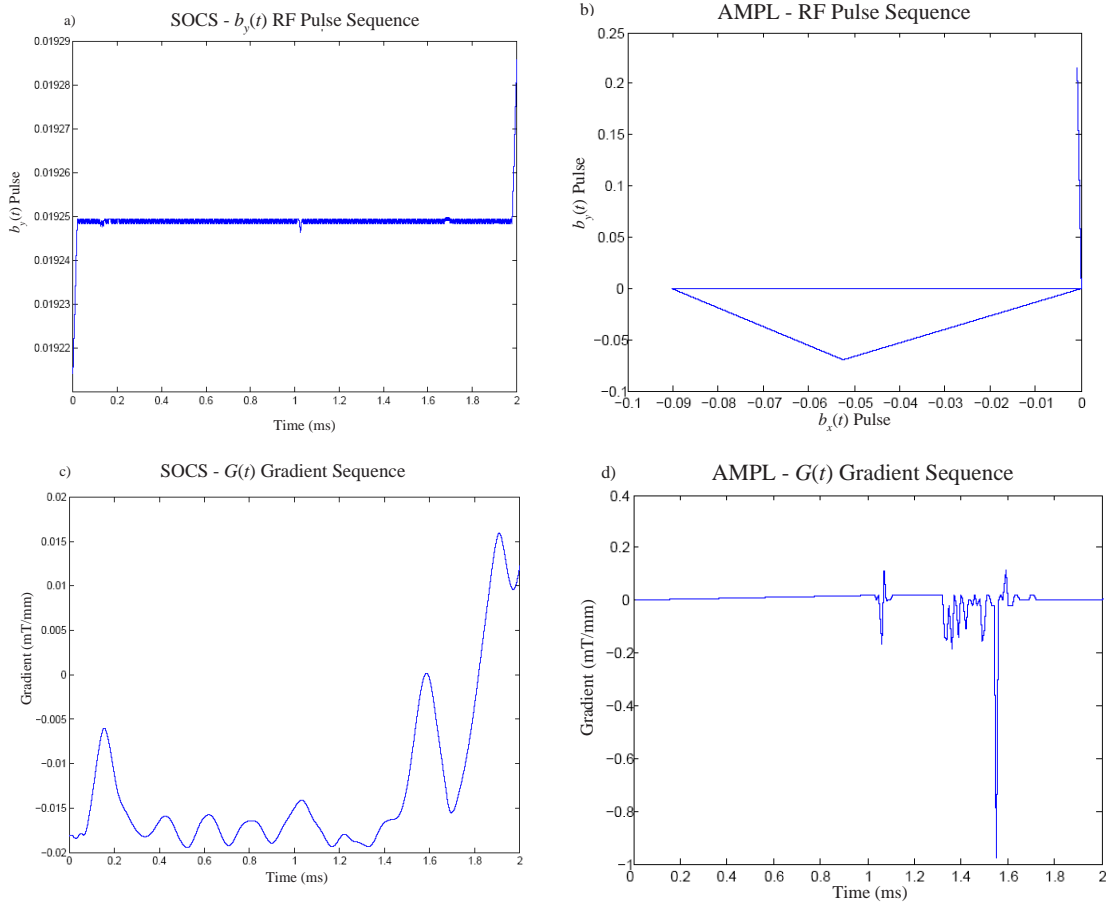 a)
SOCS - b_y(t) RF Pulse Sequence
0.01929
0.01928
0.01927
0.01926
0.01925
0.01924
0.01923
0.01922
b_y(t) Pulse
0 0.2 0.4 0.6 0.8 1 1.2 1.4 1.6 1.8 2
Time (ms)
b)
AMPL - RF Pulse Sequence
0.25
0.2
0.15
0.1
0.05
0
−0.05
−0.1
b_y(t) Pulse
−0.1 −0.09 −0.08 −0.07 −0.06 −0.05 −0.04 −0.03 −0.02 −0.01 0
b_x(t) Pulse
c)
SOCS - G(t) Gradient Sequence
0.02
0.015
0.01
0.005
0
−0.005
−0.01
−0.015
−0.02
Gradient (mT/mm)
0 0.2 0.4 0.6 0.8 1 1.2 1.4 1.6 1.8 2
Time (ms)
d)
AMPL - G(t) Gradient Sequence
0.4
0.2
0
−0.2
−0.4
−0.6
−0.8
−1
Gradient (mT/mm)
0 0.2 0.4 0.6 0.8 1 1.2 1.4 1.6 1.8 2
Time (ms)